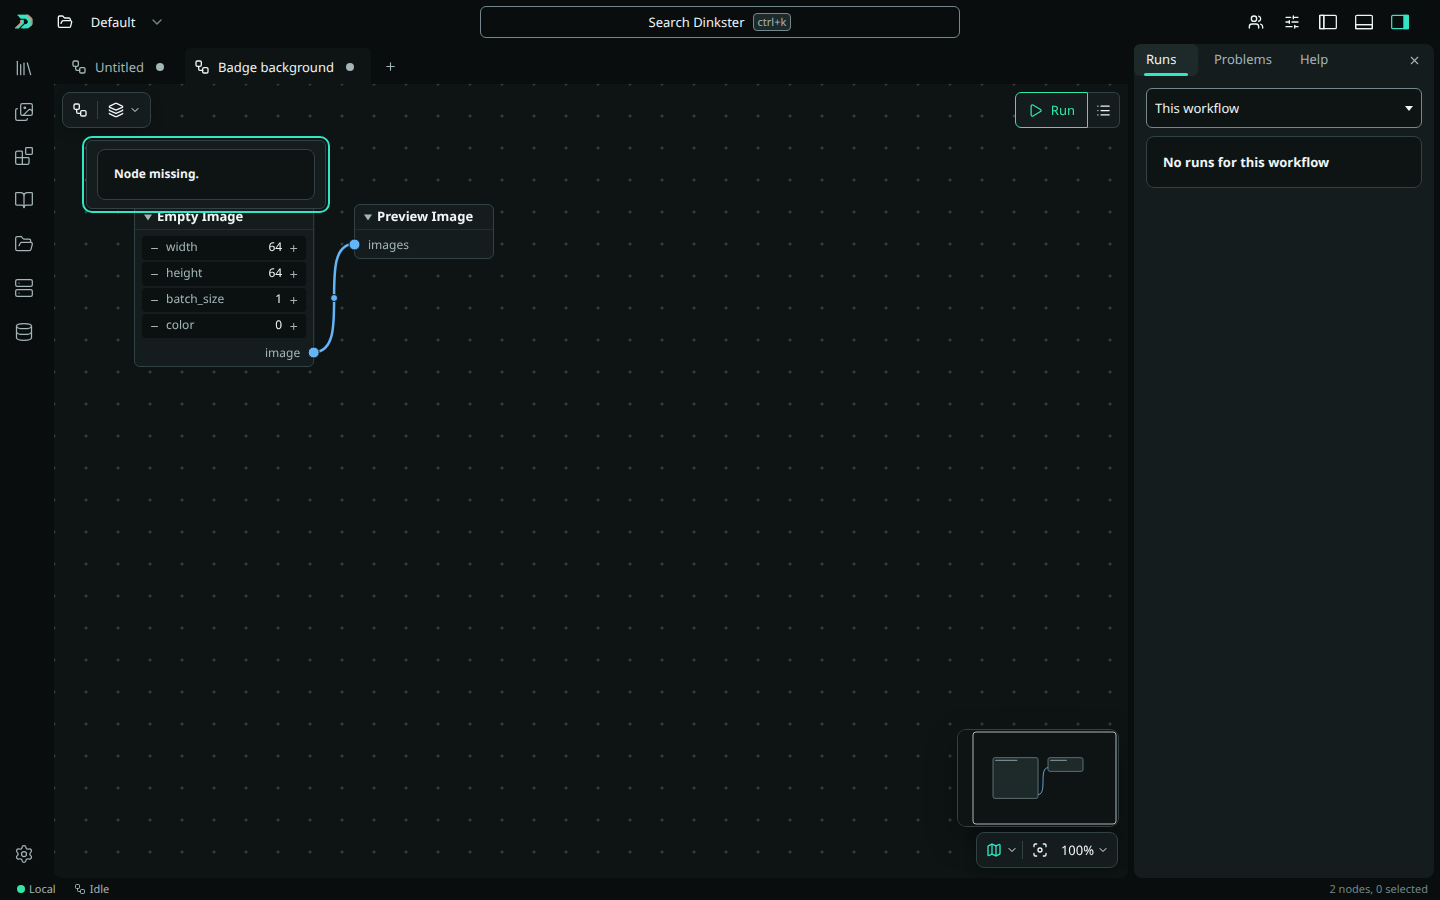 Default
Search Dinkster ctrl+k
Untitled
Badge background
Run
Node missing.
Empty Image
width 64
height 64
batch_size 1
color 0
image
Preview Image
images
100%
Runs
Problems
Help
This workflow
No runs for this workflow
Local
Idle
2 nodes, 0 selected